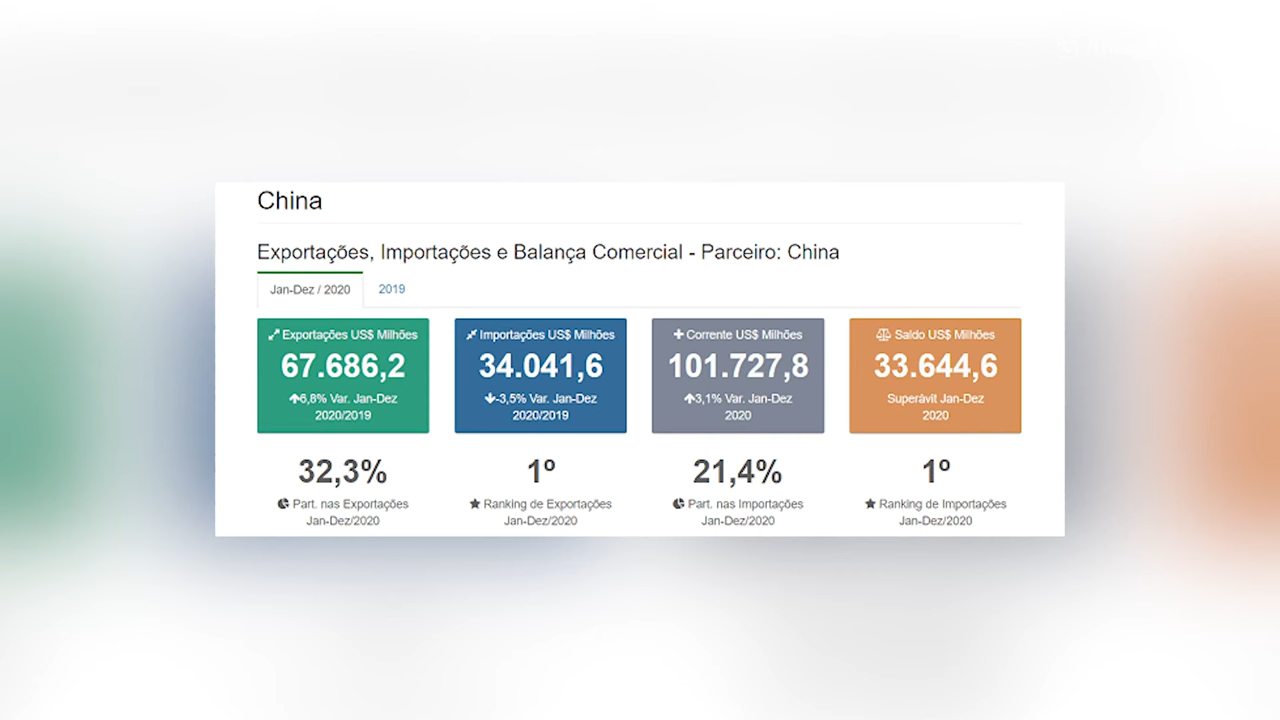 China
Exportações, Importações e Balança Comercial - Parceiro: China
Jan-Dez / 2020
2019
Exportações US$ Milhões
67.686,2
6,8% Var. Jan-Dez
2020/2019
Importações US$ Milhões
34.041,6
-3,5% Var. Jan-Dez
2020/2019
Corrente US$ Milhões
101.727,8
3,1% Var. Jan-Dez
2020
Saldo US$ Milhões
33.644,6
Superávit Jan-Dez
2020
32,3%
Part. nas Exportações
Jan-Dez/2020
1º
Ranking de Exportações
Jan-Dez/2020
21,4%
Part. nas Importações
Jan-Dez/2020
1º
Ranking de Importações
Jan-Dez/2020